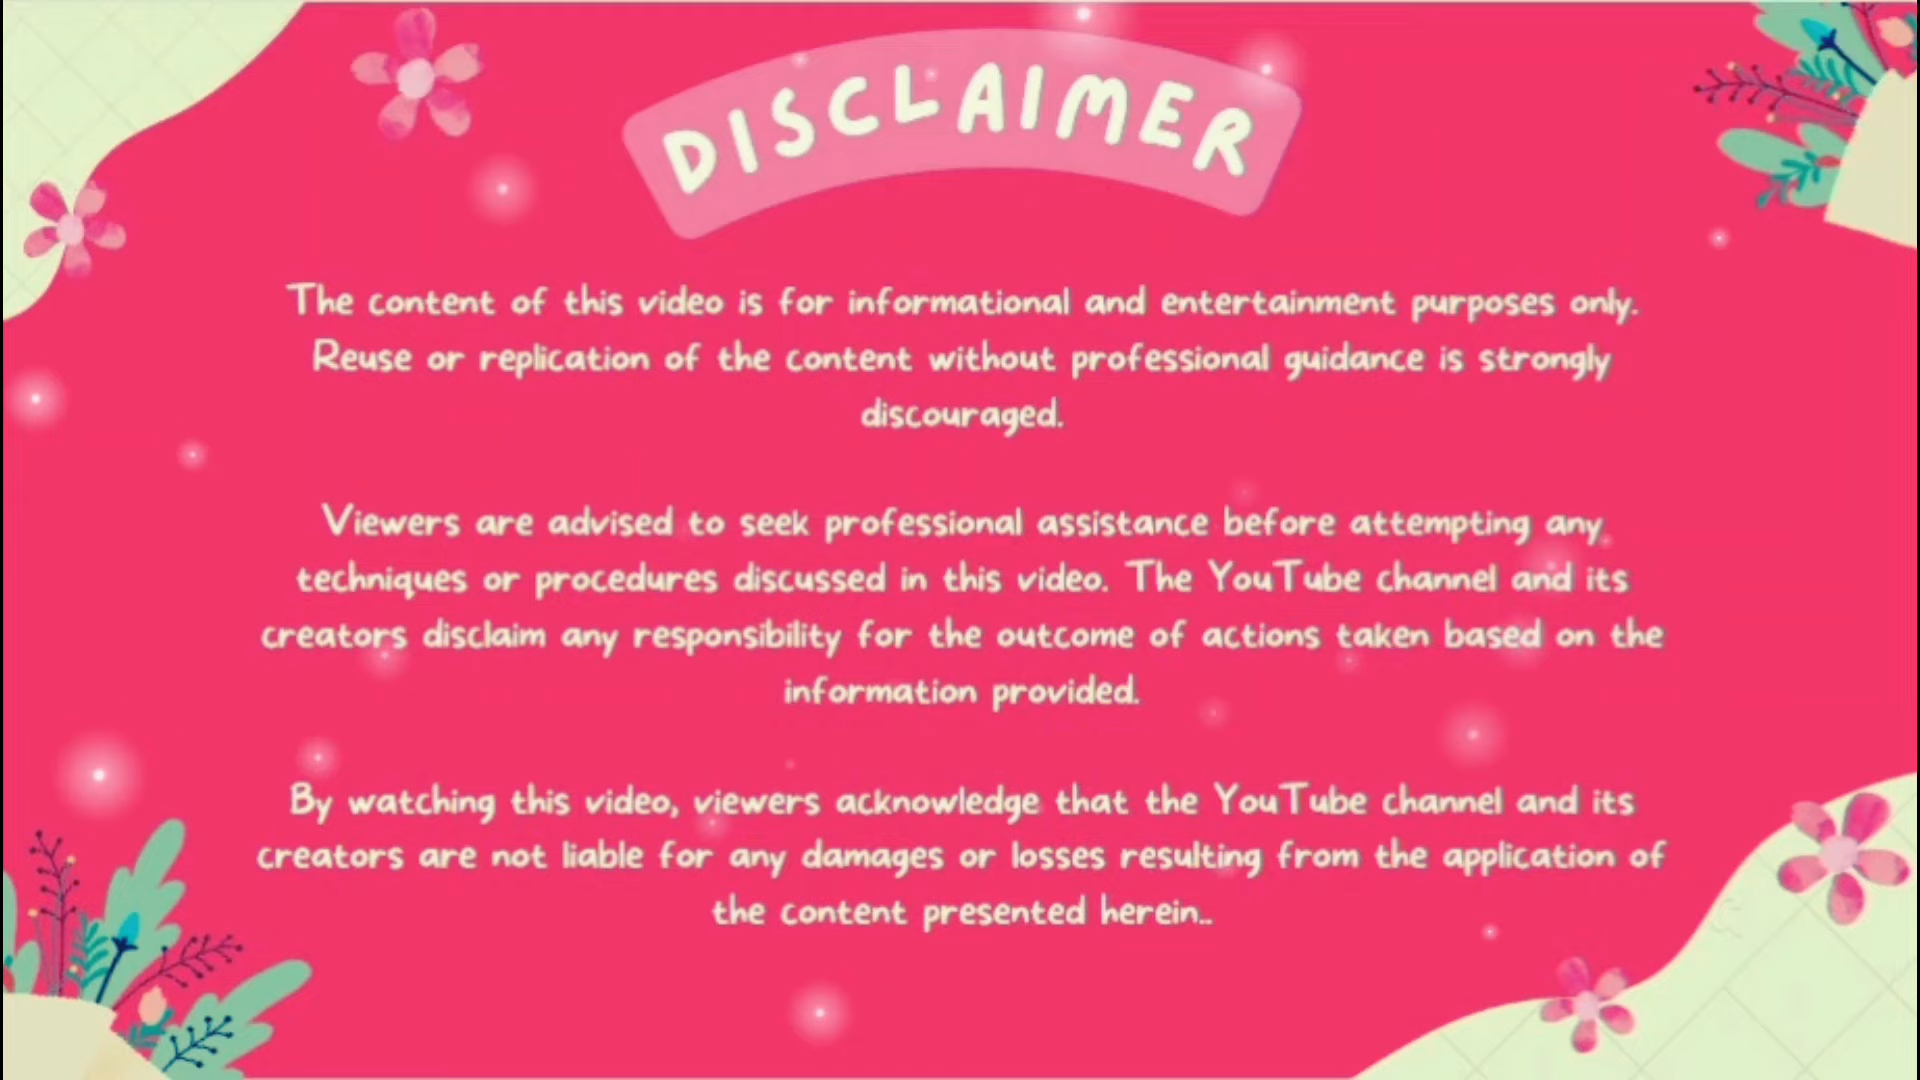 DISCLAIMER
The content of this video is for informational and entertainment purposes only.
Reuse or replication of the content without professional guidance is strongly
discouraged.
Viewers are advised to seek professional assistance before attempting any
techniques or procedures discussed in this video. The YouTube channel and its
creators disclaim any responsibility for the outcome of actions taken based on the
information provided.
By watching this video, viewers acknowledge that the YouTube channel and its
creators are not liable for any damages or losses resulting from the application of
the content presented herein..